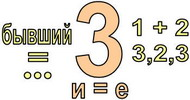 бывший
=
...
3
1 + 2
3,2,3
и = е